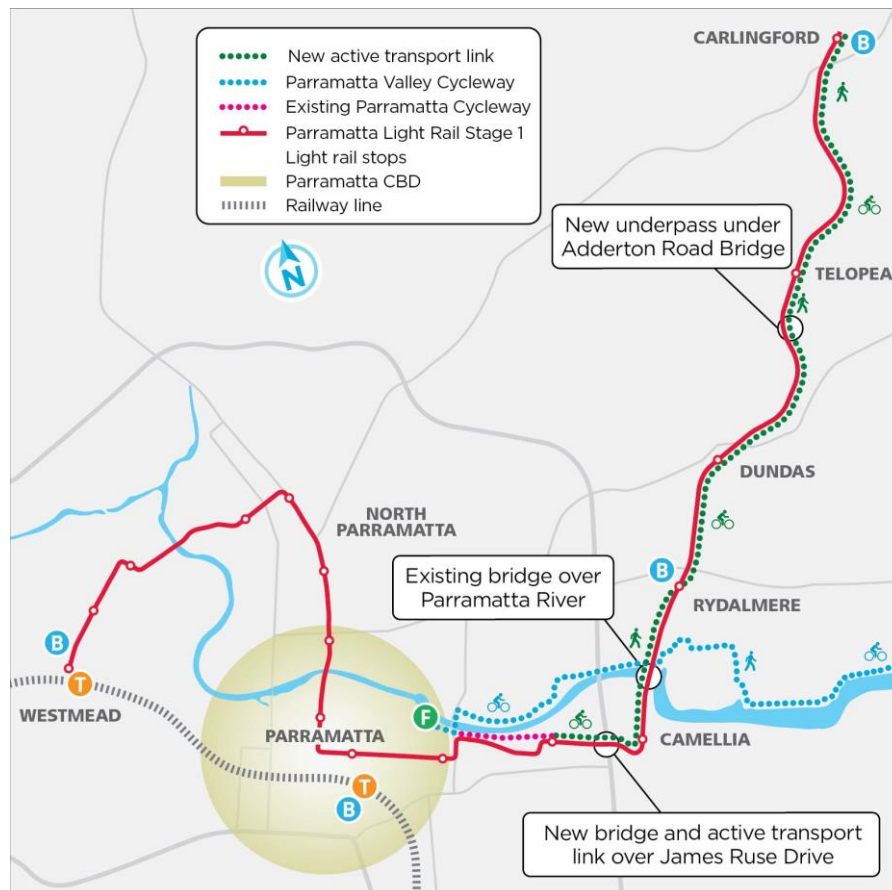 CARLINGFORD
B
New active transport link
Parramatta Valley Cycleway
Existing Parramatta Cycleway
Parramatta Light Rail Stage 1
Light rail stops
Parramatta CBD
Railway line
N
New underpass under
Adderton Road Bridge
TELOPEA
DUNDAS
NORTH
PARRAMATTA
Existing bridge over
Parramatta River
B
RYDALMERE
B
T
WESTMEAD
F
PARRAMATTA
CAMELLIA
T
B
New bridge and active transport
link over James Ruse Drive